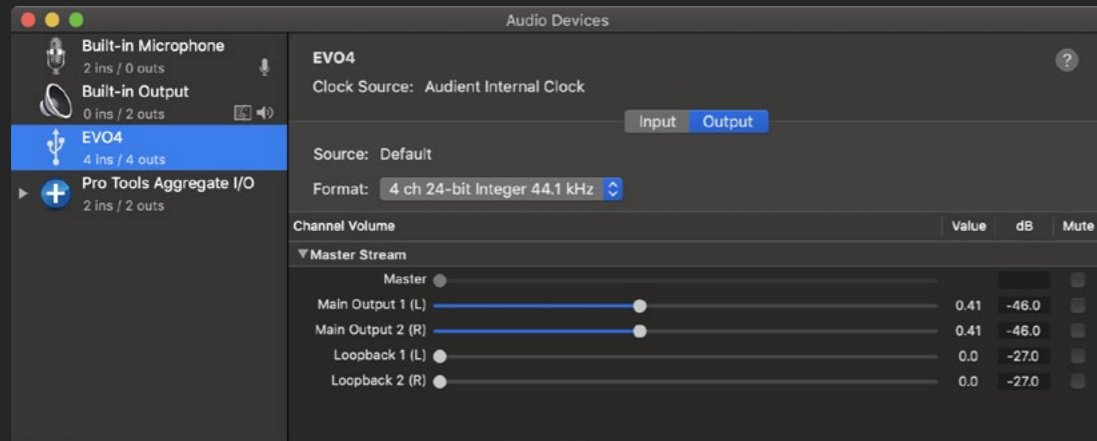 Audio Devices
Built-in Microphone
2 ins / 0 outs
Built-in Output
0 ins / 2 outs
EVO4
4 ins / 4 outs
Pro Tools Aggregate I/O
2 ins / 2 outs
EVO4
?
Clock Source: Audient Internal Clock
Input Output
Source: Default
Format: 4 ch 24-bit Integer 44.1 kHz
Channel Volume Value dB Mute
Master Stream
Master
Main Output 1 (L) 0.41 -46.0
Main Output 2 (R) 0.41 -46.0
Loopback 1 (L) 0.0 -27.0
Loopback 2 (R) 0.0 -27.0